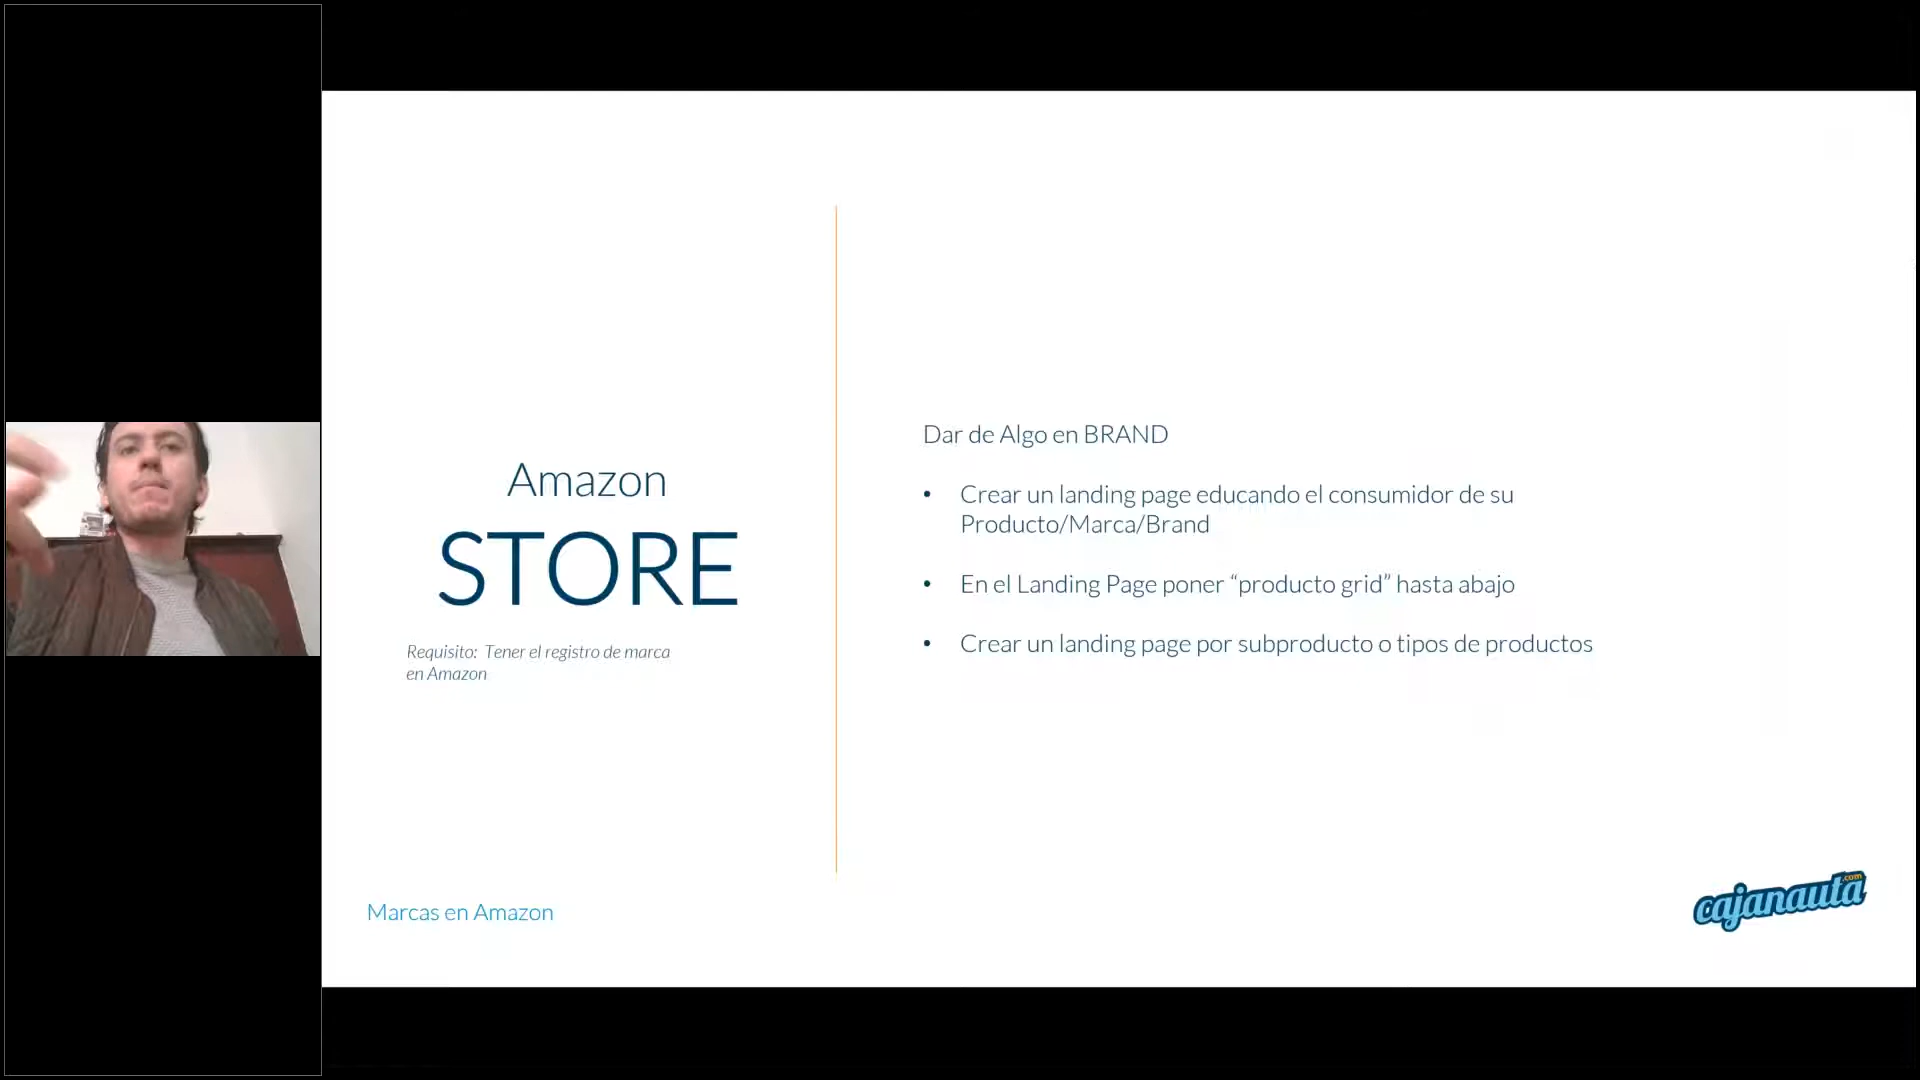 Amazon
STORE
Requisito: Tener el registro de marca
en Amazon
Dar de Algo en BRAND
• Crear un landing page educando el consumidor de su
Producto/Marca/Brand
• En el Landing Page poner “producto grid” hasta abajo
• Crear un landing page por subproducto o tipos de productos
Marcas en Amazon
cajanauta.com